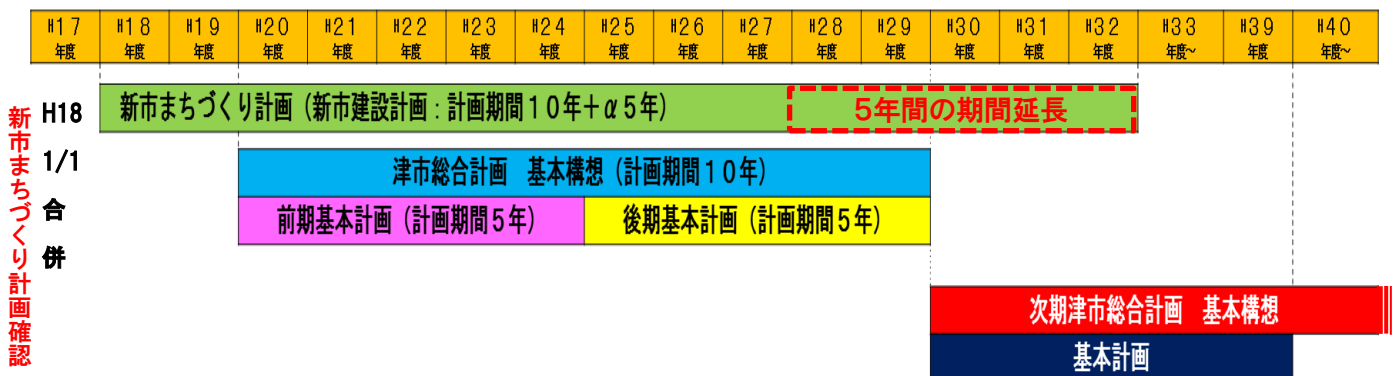 H17 年度
H18 年度
H19 年度
H20 年度
H21 年度
H22 年度
H23 年度
H24 年度
H25 年度
H26 年度
H27 年度
H28 年度
H29 年度
H30 年度
H31 年度
H32 年度
H33 年度~
H39 年度
H40 年度~
新市まちづくり計画確認
H18
1/1
合
併
新市まちづくり計画（新市建設計画：計画期間１０年＋α５年）
５年間の期間延長
津市総合計画　基本構想（計画期間１０年）
前期基本計画（計画期間５年）
後期基本計画（計画期間５年）
次期津市総合計画　基本構想
基本計画